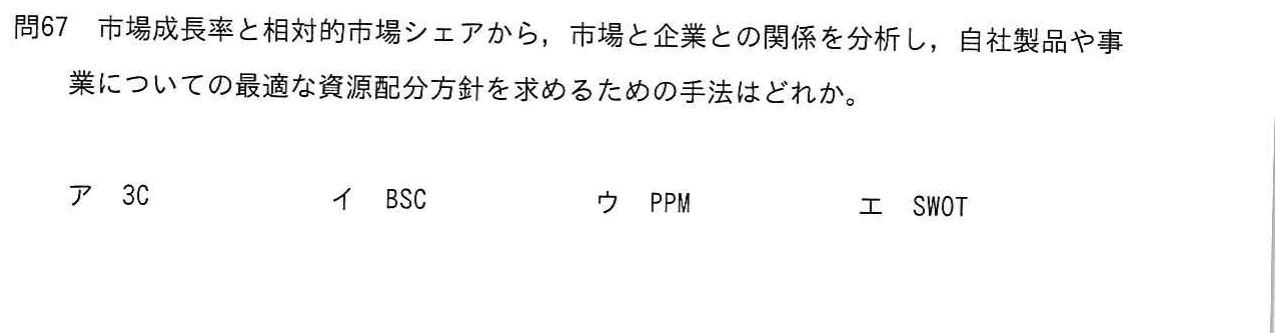 問67　市場成長率と相対的市場シェアから，市場と企業との関係を分析し，自社製品や事
業についての最適な資源配分方針を求めるための手法はどれか。
ア　3C　イ　BSC　ウ　PPM　エ　SWOT